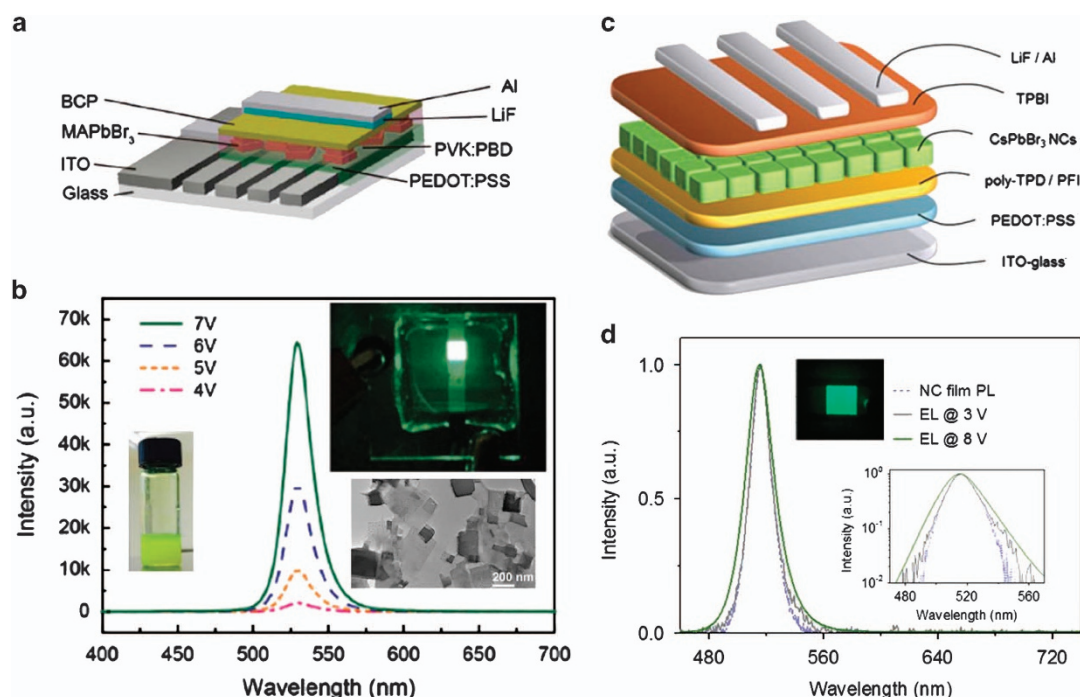 a
Al
BCP
LiF
MAPbBr₃
PVK:PBD
ITO
PEDOT:PSS
Glass
b
70k
60k
50k
40k
30k
20k
10k
0
Intensity (a.u.)
7V
6V
5V
4V
200 nm
400 450 500 550 600 650 700
Wavelength (nm)
c
LiF / Al
TPBI
CsPbBr₃ NCs
poly-TPD / PFI
PEDOT:PSS
ITO-glass
d
1.0
0.5
0.0
Intensity (a.u.)
NC film PL
EL @ 3 V
EL @ 8 V
10⁰
10⁻¹
10⁻²
Intensity (a.u.)
480 520 560
Wavelength (nm)
480 560 640 720
Wavelength (nm)